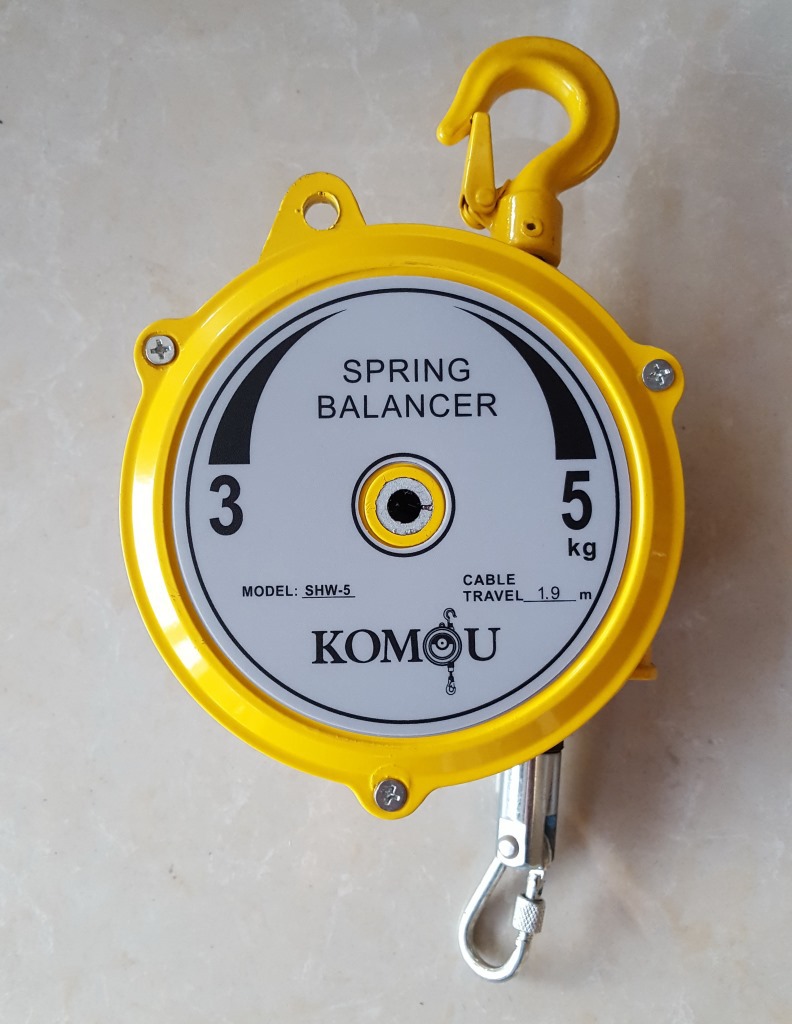 SPRING
BALANCER
3
5
kg
MODEL: SHW-5
CABLE
TRAVEL 1.9 m
KOMOU